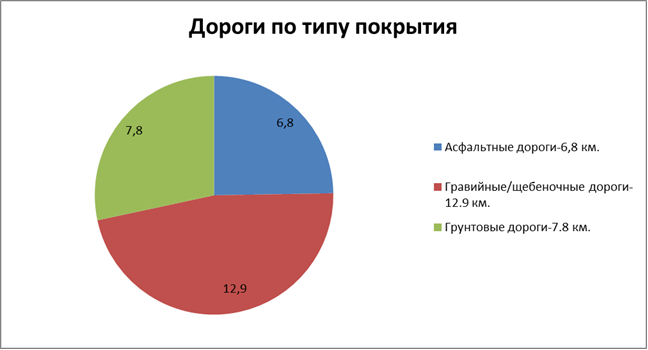 Дороги по типу покрытия
7,8
6,8
12,9
Асфальтные дороги-6,8 км.
Гравийные/щебеночные дороги-
12.9 км.
Грунтовые дороги-7.8 км.